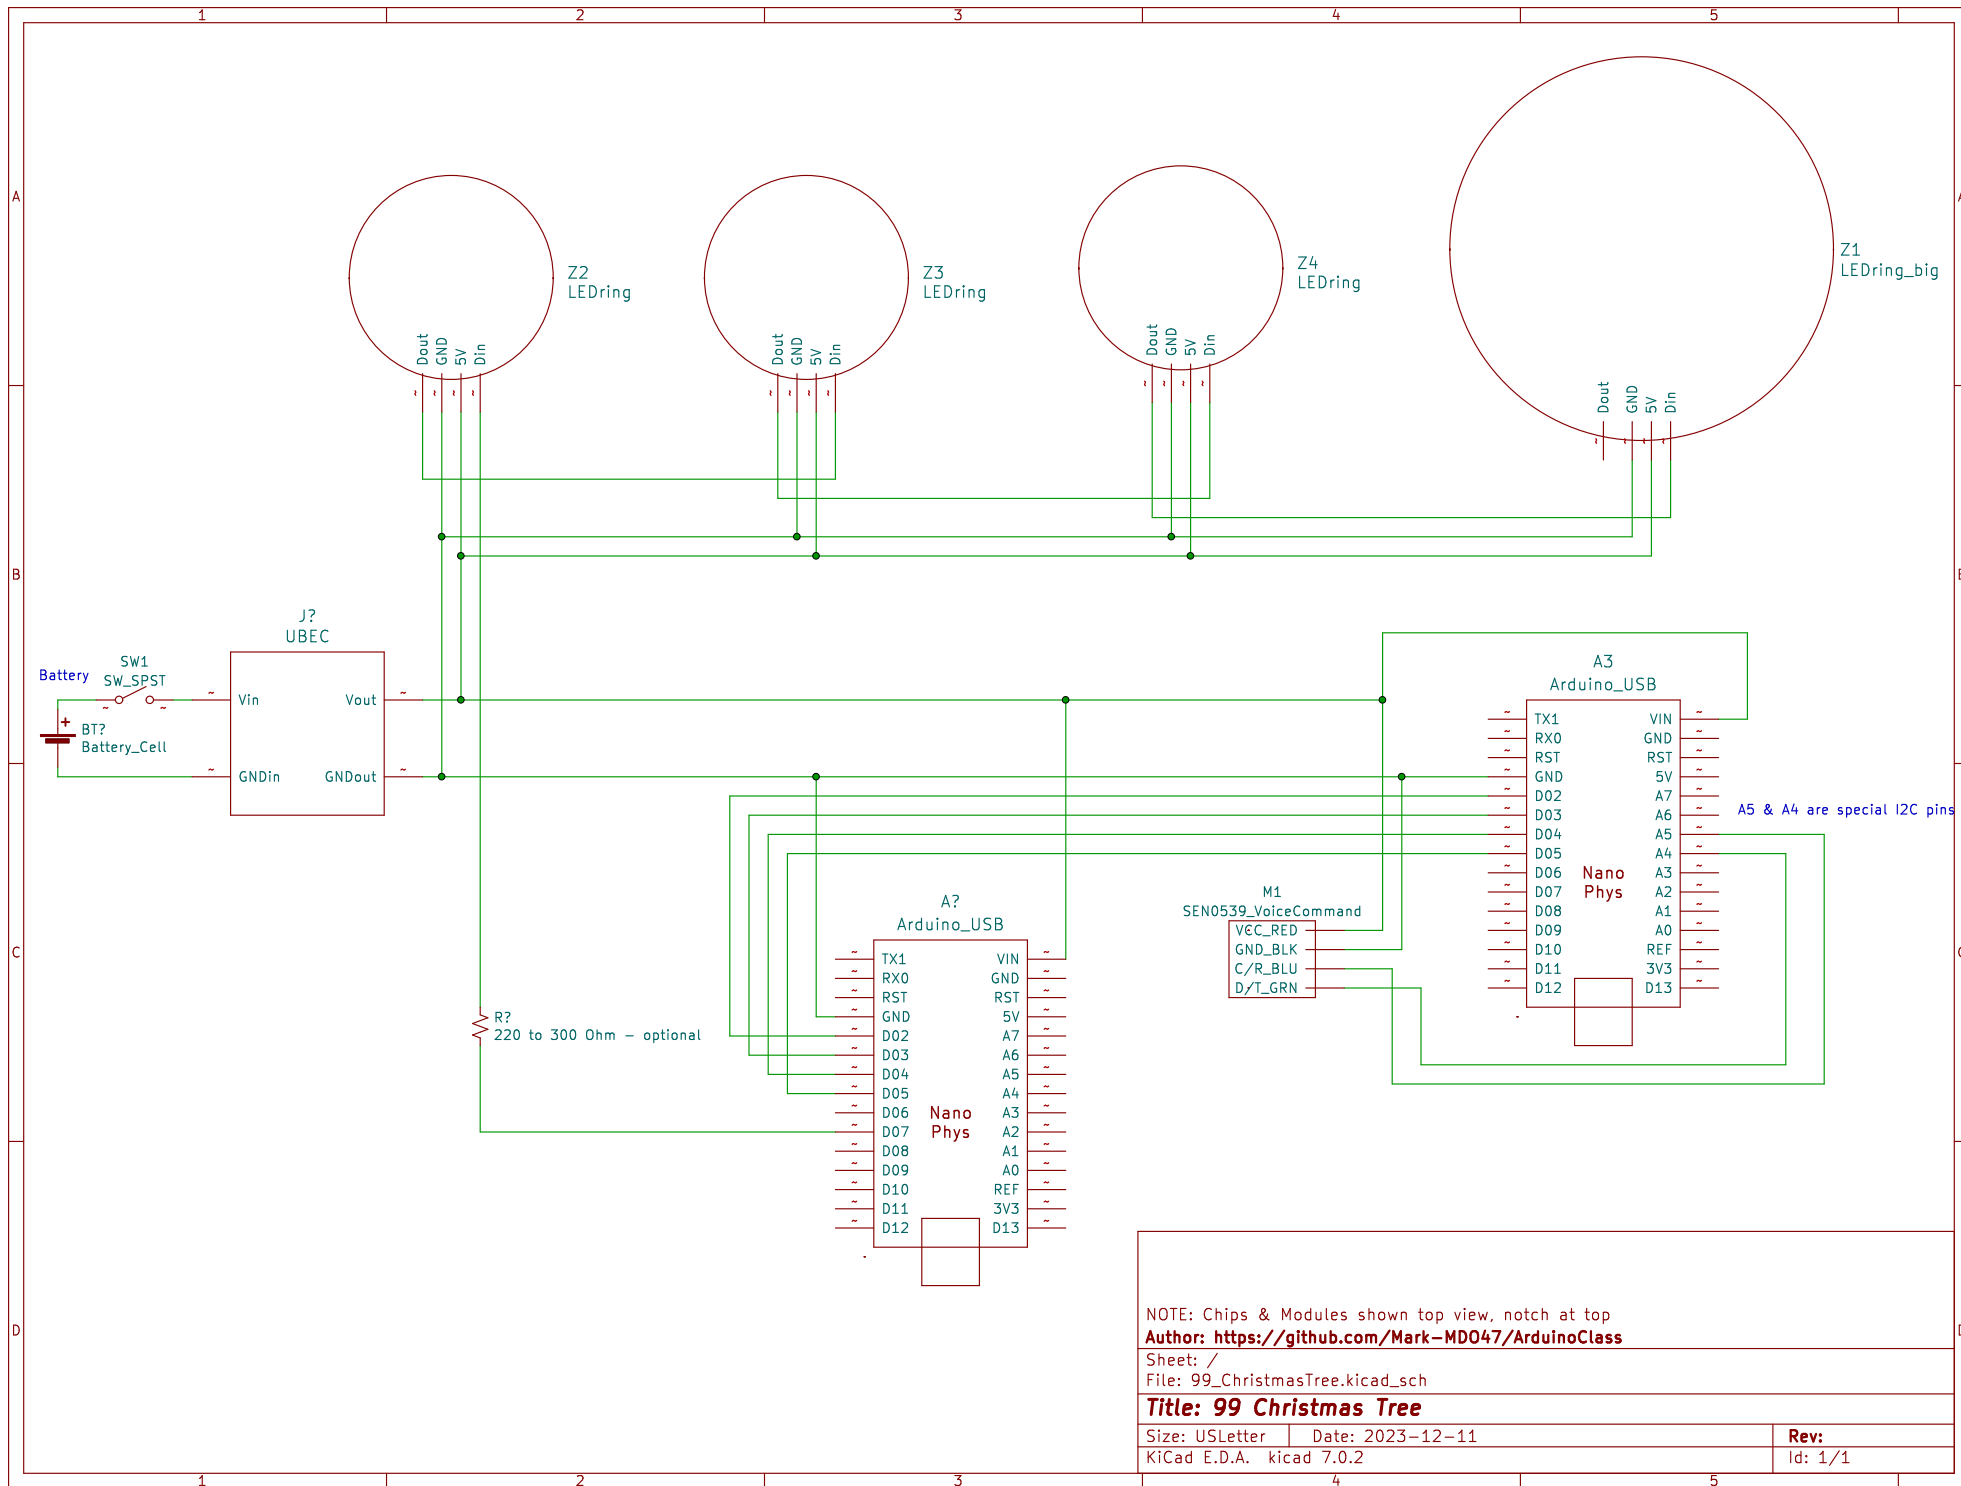 1 2 3 4 5
A
B
C
D
Z2
LEDring
Dout
GND
5V
Din
Z3
LEDring
Dout
GND
5V
Din
Z4
LEDring
Dout
GND
5V
Din
Z1
LEDring_big
Dout
GND
5V
Din
J?
UBEC
Vin
Vout
GNDin
GNDout
SW1
SW_SPST
Battery
+
BT?
Battery_Cell
R?
220 to 300 Ohm - optional
A?
Arduino_USB
TX1 VIN
RX0 GND
RST RST
GND 5V
D02 A7
D03 A6
D04 A5
D05 A4
D06 A3
D07 A2
D08 A1
D09 A0
D10 REF
D11 3V3
D12 D13
Nano
Phys
M1
SEN0539_VoiceCommand
VCC_RED
GND_BLK
C/R_BLU
D/T_GRN
A3
Arduino_USB
TX1 VIN
RX0 GND
RST RST
GND 5V
D02 A7
D03 A6
D04 A5
D05 A4
D06 A3
D07 A2
D08 A1
D09 A0
D10 REF
D11 3V3
D12 D13
Nano
Phys
A5 & A4 are special I2C pins
NOTE: Chips & Modules shown top view, notch at top
Author: https://github.com/Mark-MDO47/ArduinoClass
Sheet: /
File: 99_ChristmasTree.kicad_sch
Title: 99 Christmas Tree
Size: USLetter Date: 2023-12-11 Rev:
KiCad E.D.A. kicad 7.0.2 Id: 1/1
1 2 3 4 5